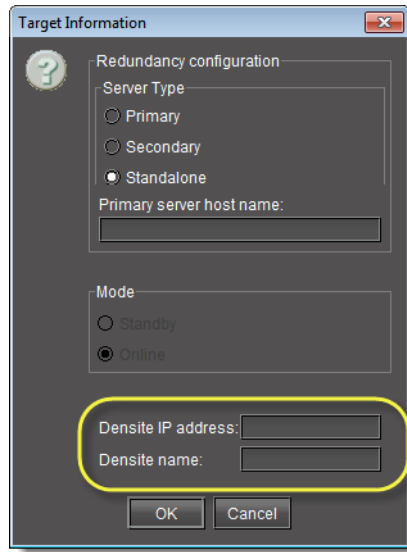 Target Information
Redundancy configuration
Server Type
Primary
Secondary
Standalone
Primary server host name:
Mode
Standby
Online
Densite IP address:
Densite name:
OK
Cancel